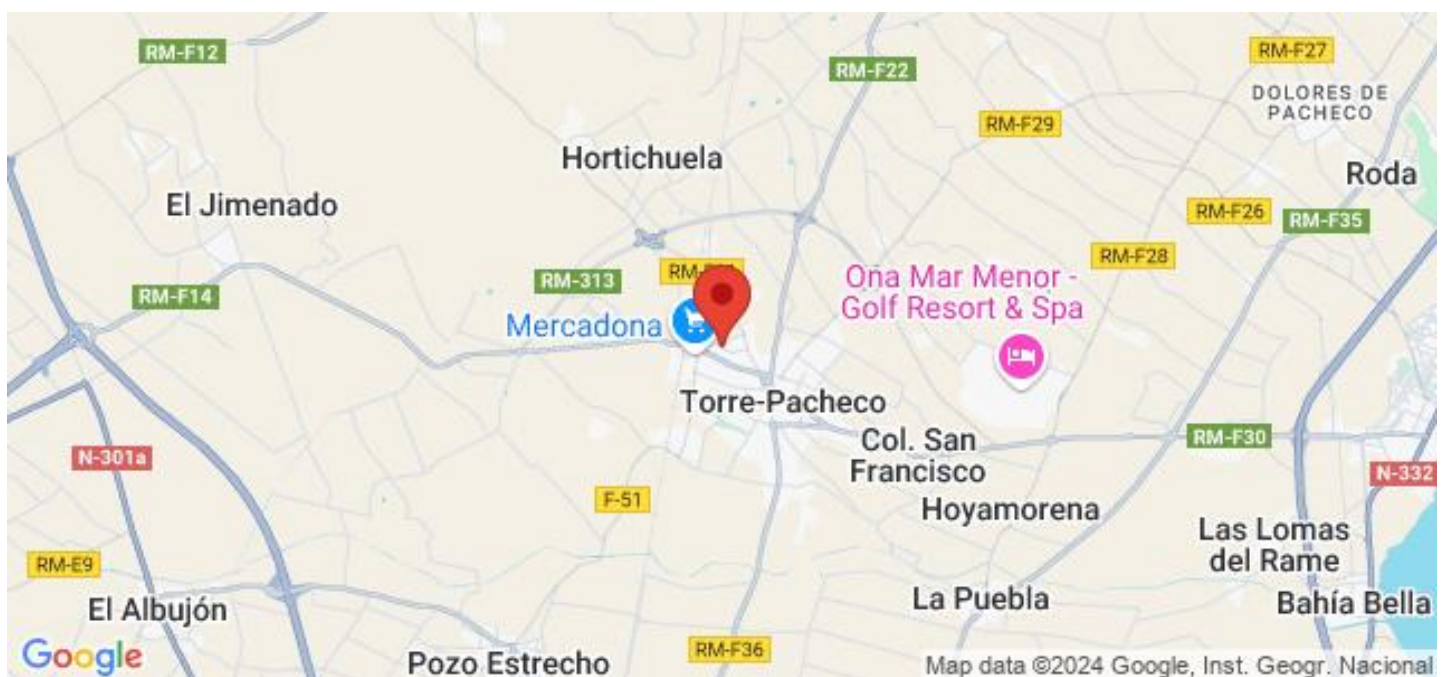 RM-F12
RM-F27
RM-F22
DOLORES DE
PACHECO
RM-F29
Hortichuela
Roda
El Jimenado
RM-F26
RM-F35
RM-F28
RM-313
Ona Mar Menor -
Golf Resort & Spa
RM-F14
Mercadona
Torre-Pacheco
RM-F30
Col. San
Francisco
N-301a
N-332
F-51
Hoyamorena
Las Lomas
del Rame
RM-E9
El Albujón
La Puebla
Bahía Bella
Google
Pozo Estrecho
RM-F36
Map data ©2024 Google, Inst. Geogr. Nacional